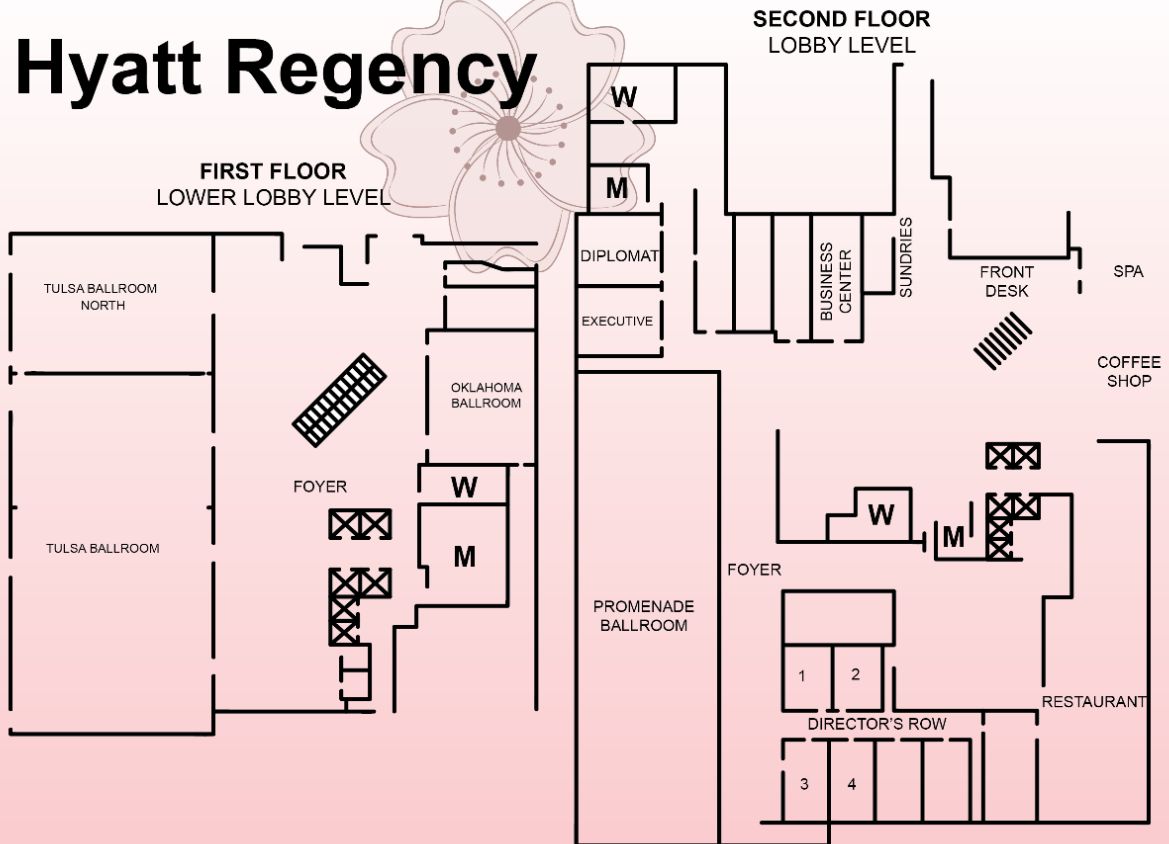 Hyatt Regency
FIRST FLOOR
LOWER LOBBY LEVEL
TULSA BALLROOM
NORTH
OKLAHOMA
BALLROOM
FOYER
W
M
TULSA BALLROOM
SECOND FLOOR
LOBBY LEVEL
W
M
DIPLOMAT
EXECUTIVE
BUSINESS
CENTER
SUNDRIES
FRONT
DESK
SPA
COFFEE
SHOP
W
M
FOYER
PROMENADE
BALLROOM
1
2
RESTAURANT
DIRECTOR'S ROW
3
4